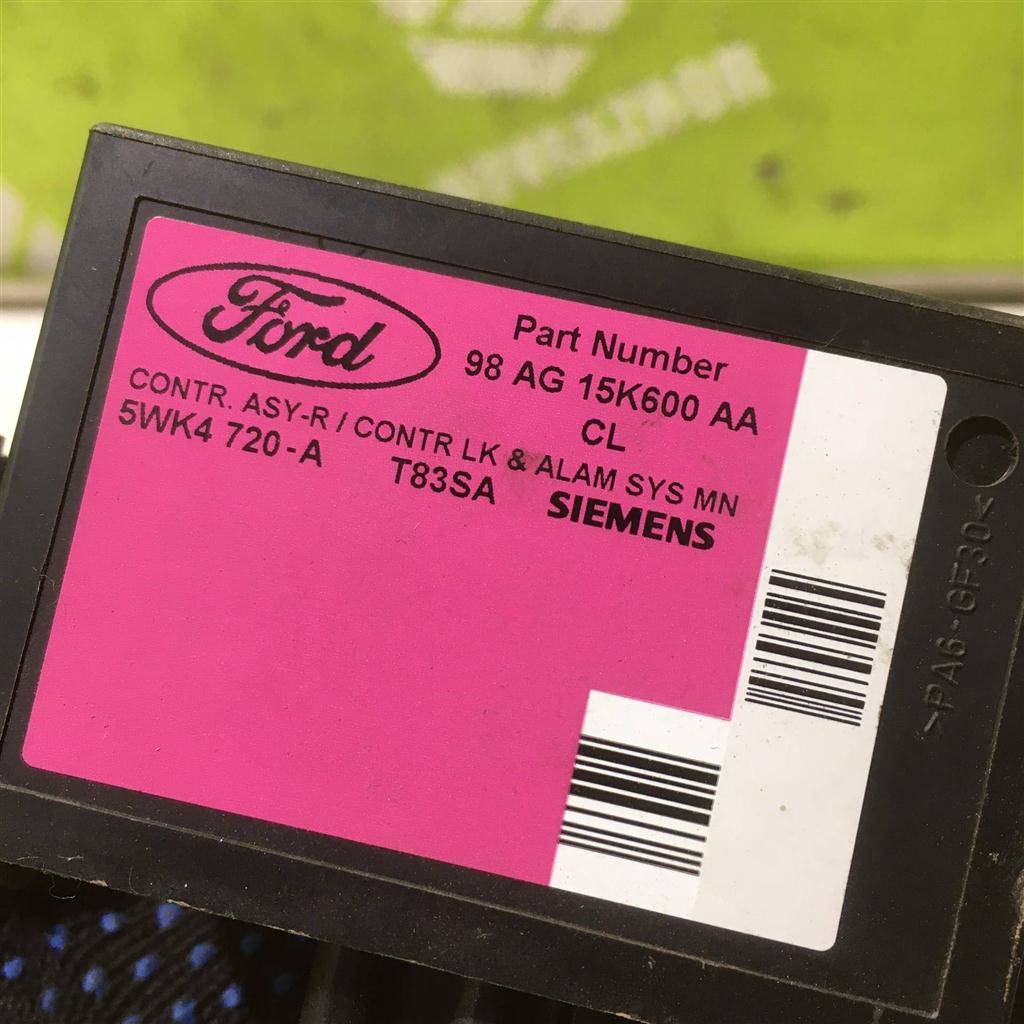 Ford
Part Number
98 AG 15K600 AA
CL
CONTR. ASY-R / CONTR LK & ALAM SYS MN
5WK4 720-A T83SA SIEMENS
>PA6-GF30<